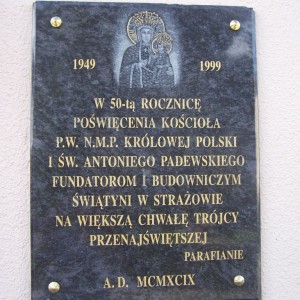 1949 1999
W 50-tą ROCZNICĘ
POŚWIĘCENIA KOŚCIOŁA
P.W. N.M.P. KRÓLOWEJ POLSKI
I ŚW. ANTONIEGO PADEWSKIEGO
FUNDATOROM I BUDOWNICZYM
ŚWIĄTYNI W STRAŻOWIE
NA WIĘKSZĄ CHWAŁĘ TRÓJCY
PRZENAJŚWIĘTSZEJ
PARAFIANIE
A. D. MCMXCIX